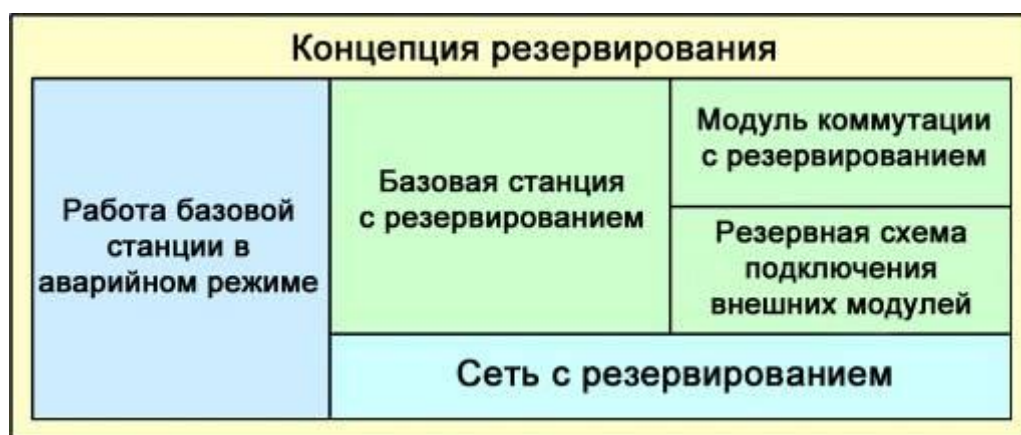 Концепция резервирования
Работа базовой
станции в
аварийном режиме
Базовая станция
с резервированием
Модуль коммутации
с резервированием
Резервная схема
подключения
внешних модулей
Сеть с резервированием